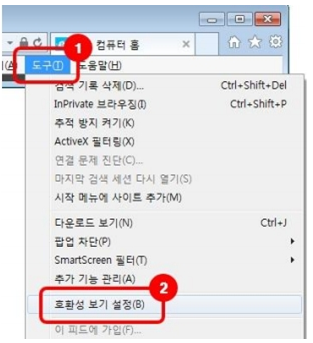 컴퓨터 홈
1
(A) 도구(T) 도움말(H)
검색 기록 삭제(D)... Ctrl+Shift+Del
InPrivate 브라우징(I) Ctrl+Shift+P
추적 방지 켜기(K)
ActiveX 필터링(X)
연결 문제 진단(C)...
마지막 검색 세션 다시 열기(S)
시작 메뉴에 사이트 추가(M)
다운로드 보기(N) Ctrl+J
팝업 차단(P)
SmartScreen 필터(T)
추가 기능 관리(A)
2
호환성 보기 설정(B)
이 피드에 가입(F)...